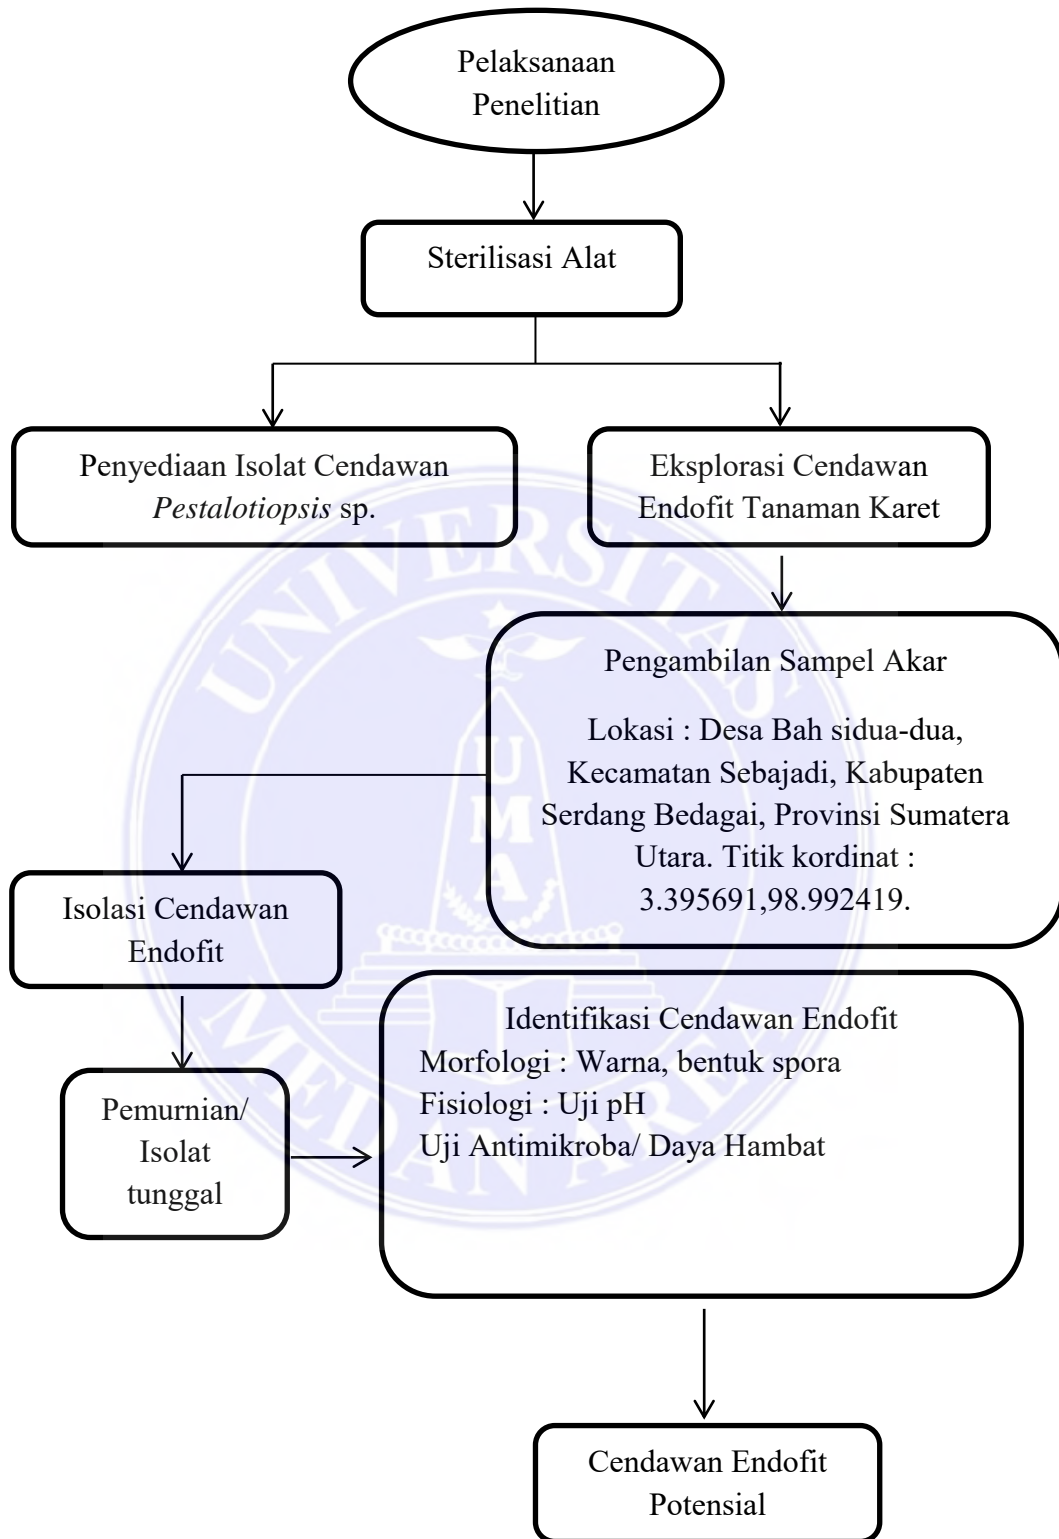 Pelaksanaan
Penelitian
Sterilisasi Alat
Penyediaan Isolat Cendawan
Pestalotiopsis sp.
Eksplorasi Cendawan
Endofit Tanaman Karet
Pengambilan Sampel Akar
Lokasi : Desa Bah sidua-dua,
Kecamatan Sebajadi, Kabupaten
Serdang Bedagai, Provinsi Sumatera
Utara. Titik kordinat :
3.395691,98.992419.
Isolasi Cendawan
Endofit
Pemurnian/
Isolat
tunggal
Identifikasi Cendawan Endofit
Morfologi : Warna, bentuk spora
Fisiologi : Uji pH
Uji Antimikroba/ Daya Hambat
Cendawan Endofit
Potensial
UNIVERSITAS
MEDAN AREA
U
M
A